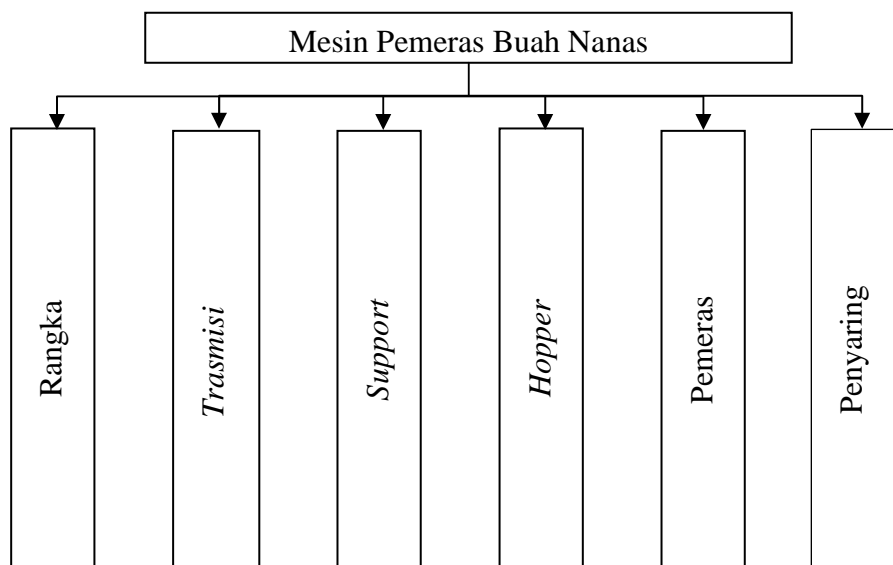 Mesin Pemeras Buah Nanas
Rangka
Trasmisi
Support
Hopper
Pemeras
Penyaring